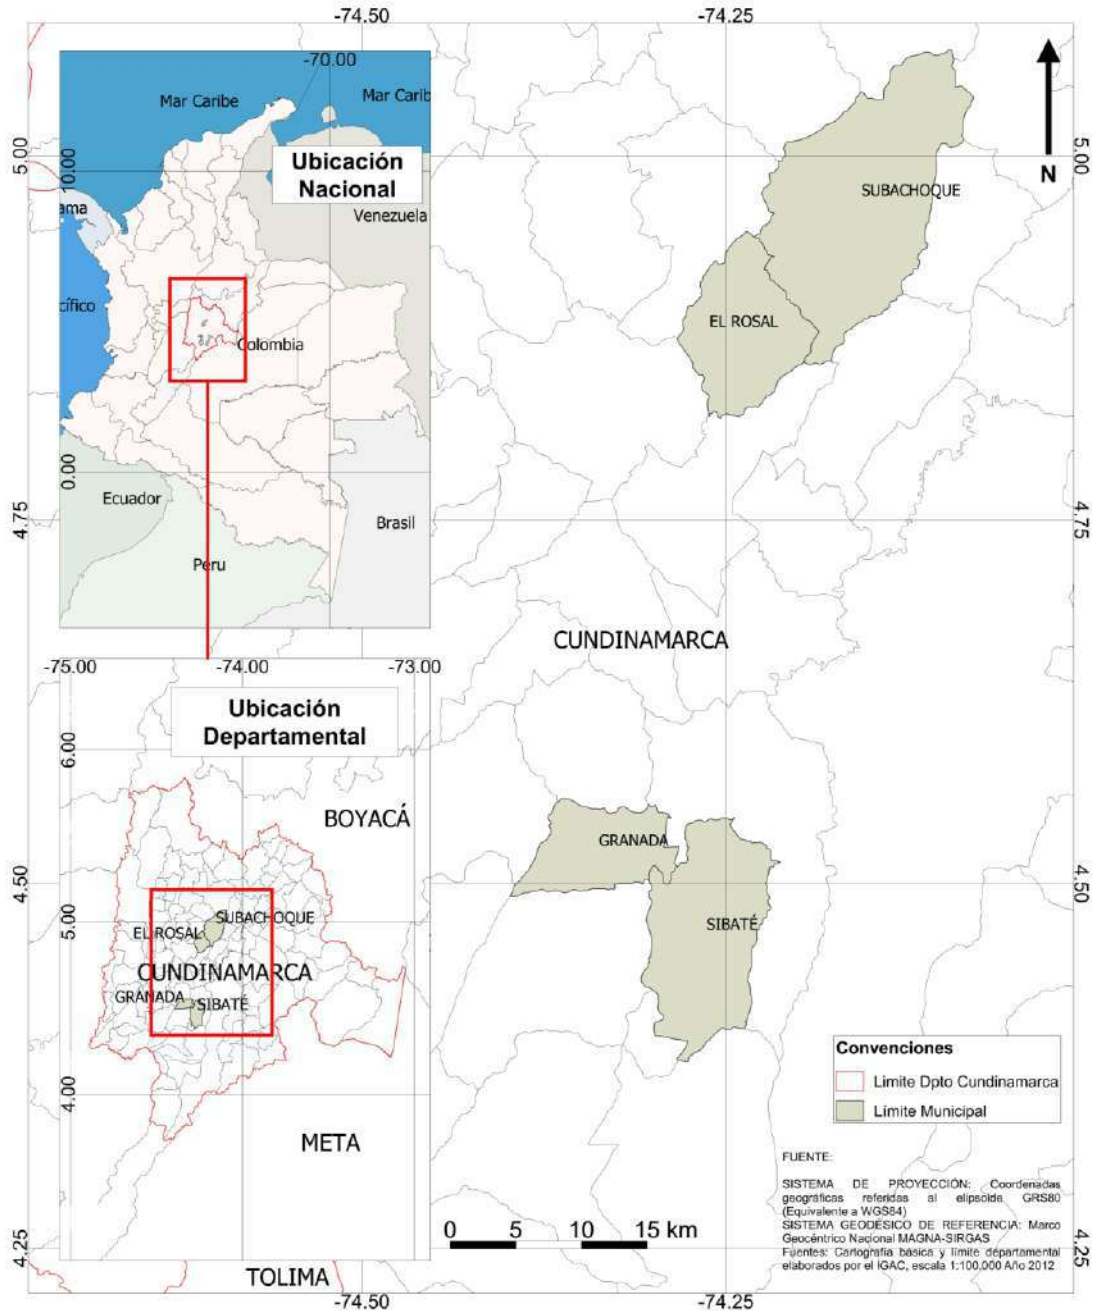 -74.50
-74.25
-70.00
Mar Caribe
Mar Carib
Ubicación
Nacional
5.00
10.00
5.00
N
ama
Venezuela
SUBACHOQUE
cífico
EL ROSAL
Colombia
0.00
Ecuador
4.75
Brasil
4.75
Peru
CUNDINAMARCA
-75.00
-74.00
-73.00
Ubicación
Departamental
6.00
BOYACÁ
GRANADA
4.50
4.50
5.00
SUBACHOQUE
EL ROSAL
SIBATÉ
CUNDINAMARCA
GRANADA
SIBATÉ
Convenciones
Limite Dpto Cundinamarca
Límite Municipal
4.00
META
FUENTE:
SISTEMA DE PROYECCIÓN: Coordenadas
geográficas referidas al elipsoide GRS80
(Equivalente a WGS84)
SISTEMA GEODÉSICO DE REFERENCIA: Marco
Geocéntrico Nacional MAGNA-SIRGAS
Fuentes: Cartografía básica y límite departamental
elaborados por el IGAC, escala 1:100.000 Año 2012
0 5 10 15 km
4.25
4.25
TOLIMA
-74.50
-74.25